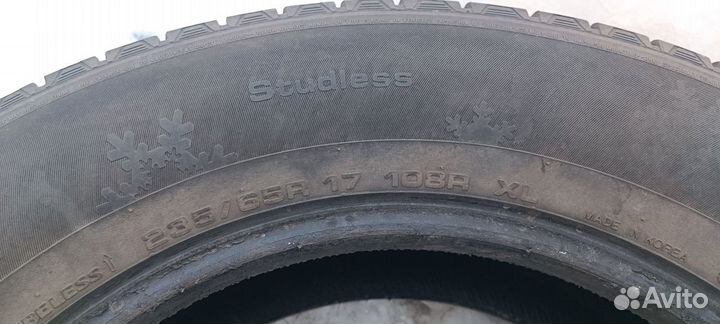 Studless
235/65R 17 108R XL
MADE IN KOREA
Avito